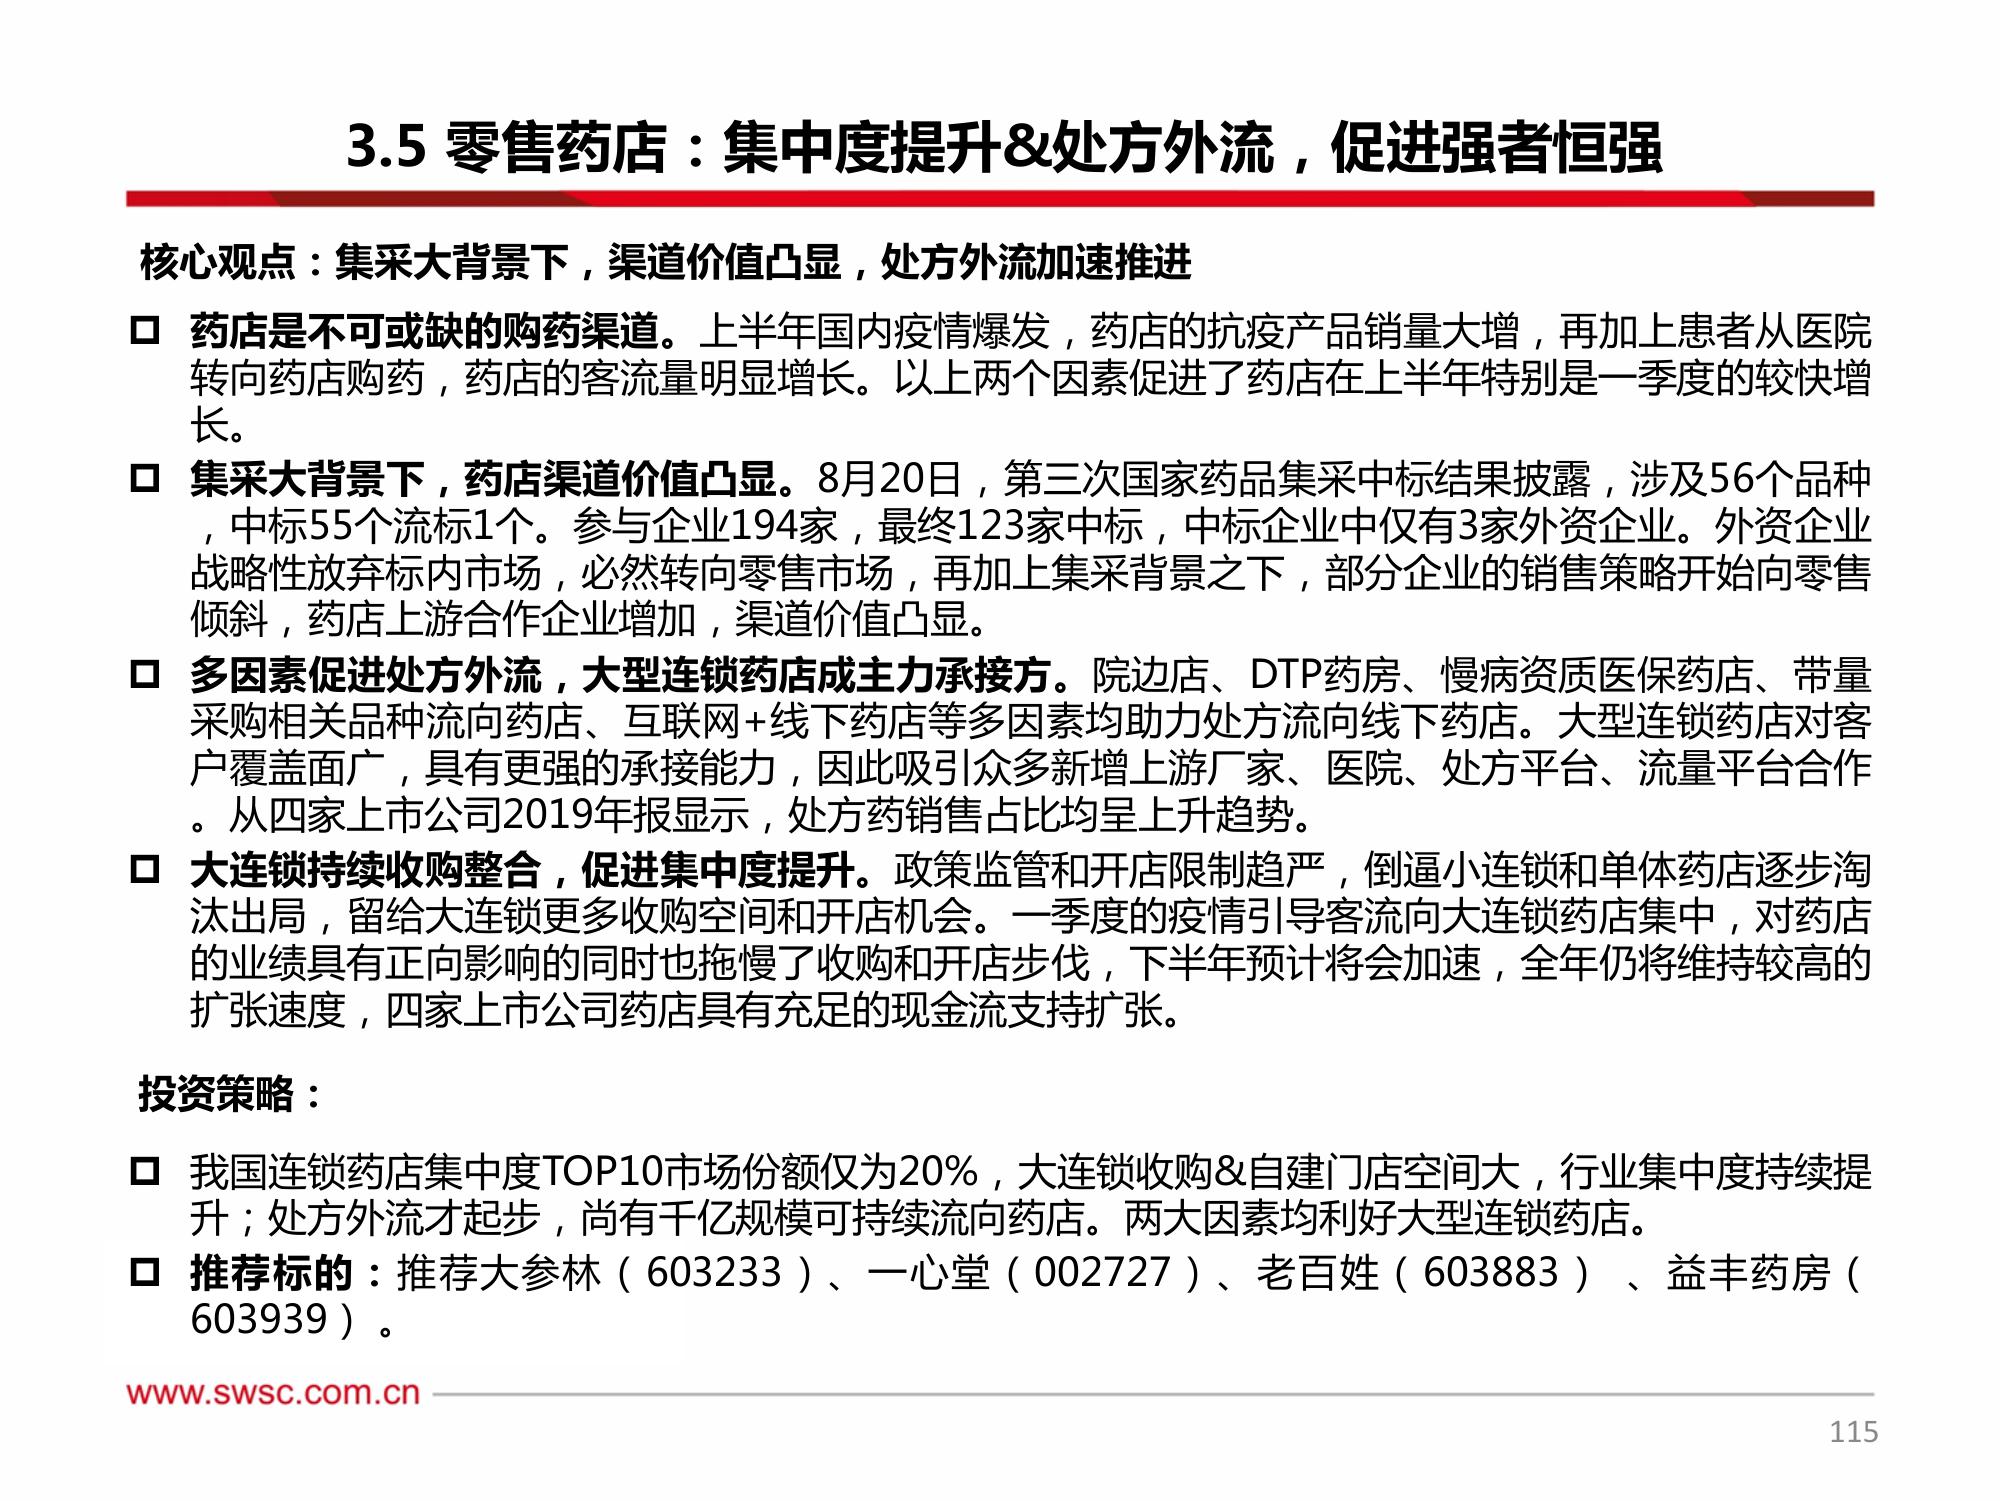 3.5 零售药店：集中度提升&处方外流，促进强者恒强
核心观点：集采大背景下，渠道价值凸显，处方外流加速推进
药店是不可或缺的购药渠道。上半年国内疫情爆发，药店的抗疫产品销量大增，再加上患者从医院
转向药店购药，药店的客流量明显增长。以上两个因素促进了药店在上半年特别是一季度的较快增
长。
集采大背景下，药店渠道价值凸显。8月20日，第三次国家药品集采中标结果披露，涉及56个品种
，中标55个流标1个。参与企业194家，最终123家中标，中标企业中仅有3家外资企业。外资企业
战略性放弃标内市场，必然转向零售市场，再加上集采背景之下，部分企业的销售策略开始向零售
倾斜，药店上游合作企业增加，渠道价值凸显。
多因素促进处方外流，大型连锁药店成主力承接方。院边店、DTP药房、慢病资质医保药店、带量
采购相关品种流向药店、互联网+线下药店等多因素均助力处方流向线下药店。大型连锁药店对客
户覆盖面广，具有更强的承接能力，因此吸引众多新增上游厂家、医院、处方平台、流量平台合作
。从四家上市公司2019年报显示，处方药销售占比均呈上升趋势。
大连锁持续收购整合，促进集中度提升。政策监管和开店限制趋严，倒逼小连锁和单体药店逐步淘
汰出局，留给大连锁更多收购空间和开店机会。一季度的疫情引导客流向大连锁药店集中，对药店
的业绩具有正向影响的同时也拖慢了收购和开店步伐，下半年预计将会加速，全年仍将维持较高的
扩张速度，四家上市公司药店具有充足的现金流支持扩张。
投资策略：
我国连锁药店集中度TOP10市场份额仅为20%，大连锁收购&自建门店空间大，行业集中度持续提
升；处方外流才起步，尚有千亿规模可持续流向药店。两大因素均利好大型连锁药店。
推荐标的：推荐大参林（603233）、一心堂（002727）、老百姓（603883） 、益丰药房（
603939）。
www.swsc.com.cn
115